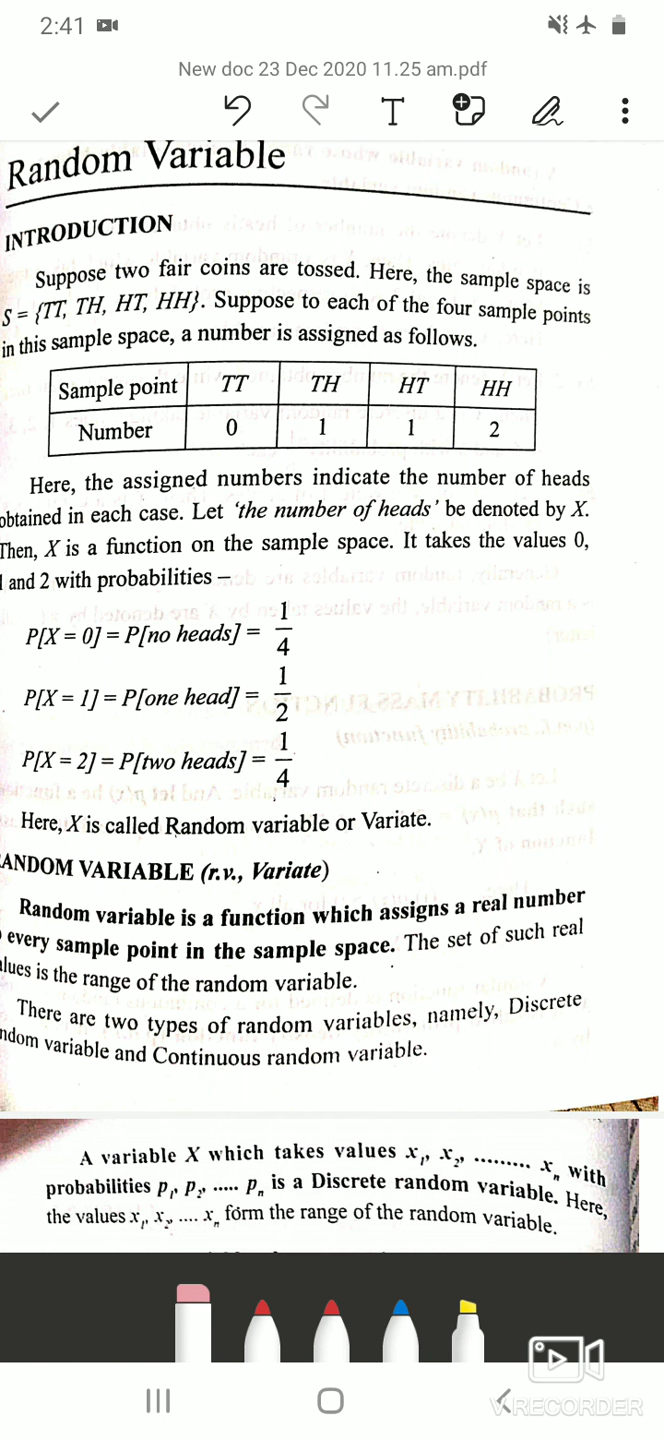 2:41
New doc 23 Dec 2020 11.25 am.pdf
T
Random Variable
INTRODUCTION
Suppose two fair coins are tossed. Here, the sample space is
S = {TT, TH, HT, HH}. Suppose to each of the four sample points
in this sample space, a number is assigned as follows.
Sample point TT TH HT HH
Number 0 1 1 2
Here, the assigned numbers indicate the number of heads
obtained in each case. Let 'the number of heads' be denoted by X.
Then, X is a function on the sample space. It takes the values 0,
1 and 2 with probabilities –
P[X = 0] = P[no heads] = 1/4
P[X = 1] = P[one head] = 1/2
P[X = 2] = P[two heads] = 1/4
Here, X is called Random variable or Variate.
ANDOM VARIABLE (r.v., Variate)
Random variable is a function which assigns a real number
every sample point in the sample space. The set of such real
alues is the range of the random variable.
There are two types of random variables, namely, Discrete
ndom variable and Continuous random variable.
A variable X which takes values x₁, x₂, ......... xₙ with
probabilities p₁, p₂, ..... pₙ is a Discrete random variable. Here,
the values x₁, x₂, .... xₙ form the range of the random variable.
V.RECORDER